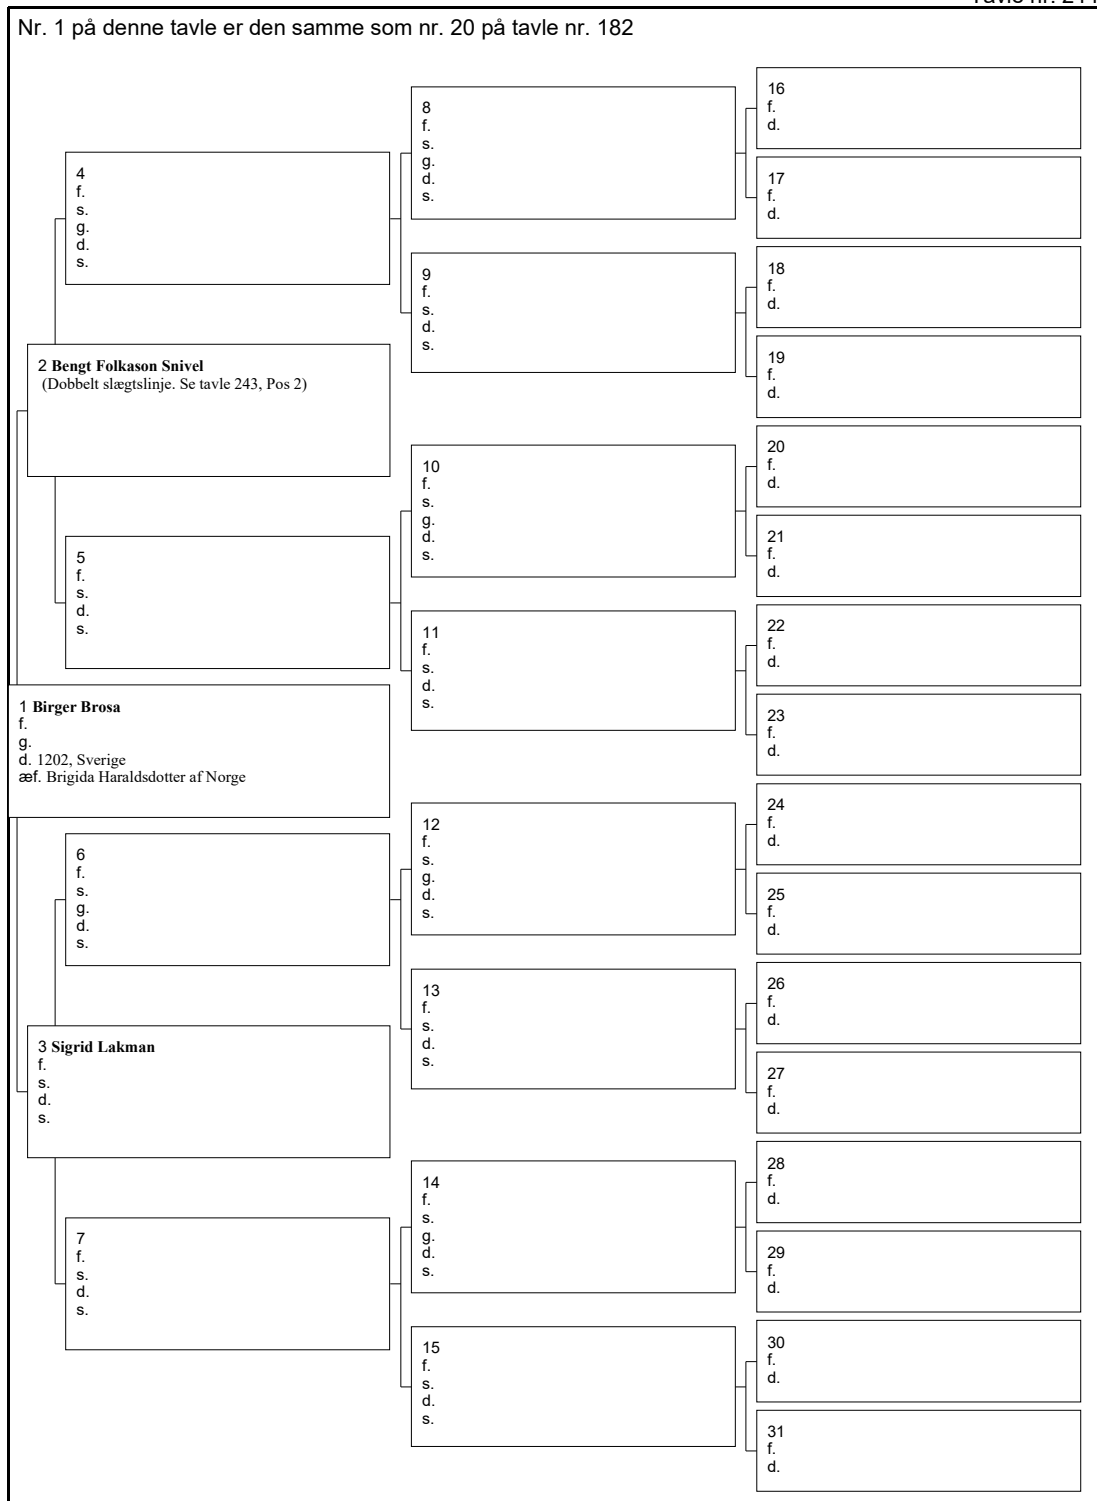 Nr. 1 på denne tavle er den samme som nr. 20 på tavle nr. 182
16
f.
d.
8
f.
s.
g.
d.
s.
17
f.
d.
4
f.
s.
g.
d.
s.
18
f.
d.
9
f.
s.
d.
s.
19
f.
d.
2 Bengt Folkason Snivel
(Dobbelt slægtslinje. Se tavle 243, Pos 2)
20
f.
d.
10
f.
s.
g.
d.
s.
21
f.
d.
5
f.
s.
d.
s.
22
f.
d.
11
f.
s.
d.
s.
23
f.
d.
1 Birger Brosa
f.
g.
d. 1202, Sverige
æf. Brigida Haraldsdotter af Norge
24
f.
d.
12
f.
s.
g.
d.
s.
25
f.
d.
6
f.
s.
g.
d.
s.
26
f.
d.
13
f.
s.
d.
s.
27
f.
d.
3 Sigrid Lakman
f.
s.
d.
s.
28
f.
d.
14
f.
s.
g.
d.
s.
29
f.
d.
7
f.
s.
d.
s.
30
f.
d.
15
f.
s.
d.
s.
31
f.
d.